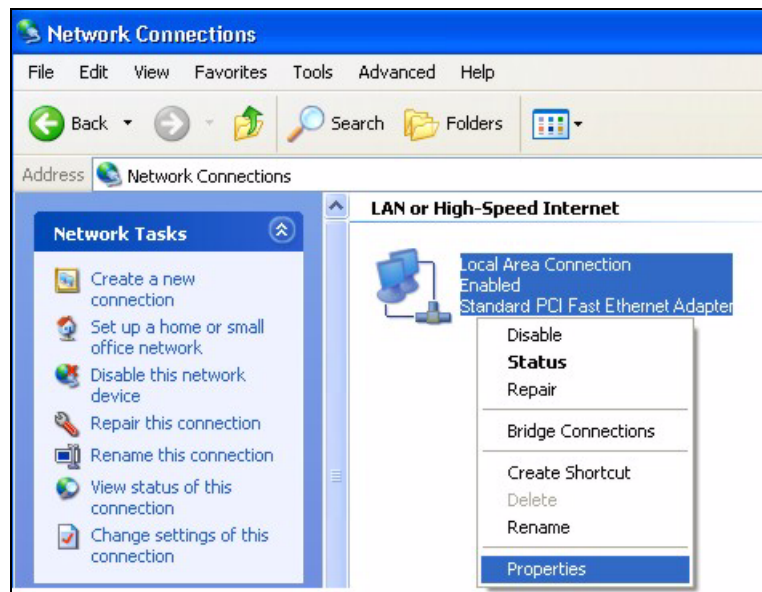 Network Connections
File Edit View Favorites Tools Advanced Help
Back Search Folders
Address Network Connections
Network Tasks
Create a new
connection
Set up a home or small
office network
Disable this network
device
Repair this connection
Rename this connection
View status of this
connection
Change settings of this
connection
LAN or High-Speed Internet
Local Area Connection
Enabled
Standard PCI Fast Ethernet Adapter
Disable
Status
Repair
Bridge Connections
Create Shortcut
Delete
Rename
Properties